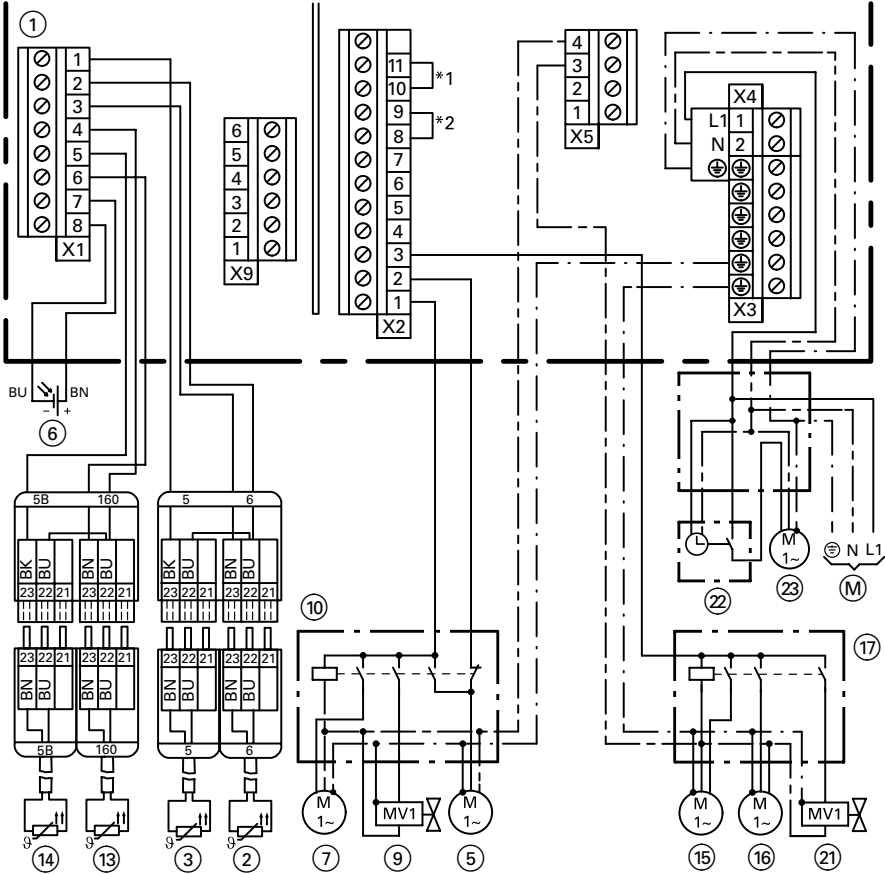 1
1
2
3
4
5
6
7
8
X1
6
5
4
3
2
1
X9
11
10
9
8
7
6
5
4
3
2
1
X2
*1
*2
4
3
2
1
X5
X4
L1 1
N 2
X3
BU BN
- +
6
5B 160
5 6
BK BU BN BU
23 22 21 23 22 21
BK BU BN BU
23 22 21 23 22 21
23 22 21 23 22 21
BN BU BN BU
23 22 21 23 22 21
BN BU BN BU
5B 160
5 6
ϑ ϑ ϑ ϑ
14 13 3 2
10
M
1~
MV1
M
1~
7 9 5
22
M
1~
23
N L1
M
17
M
1~
M
1~
MV1
15 16 21